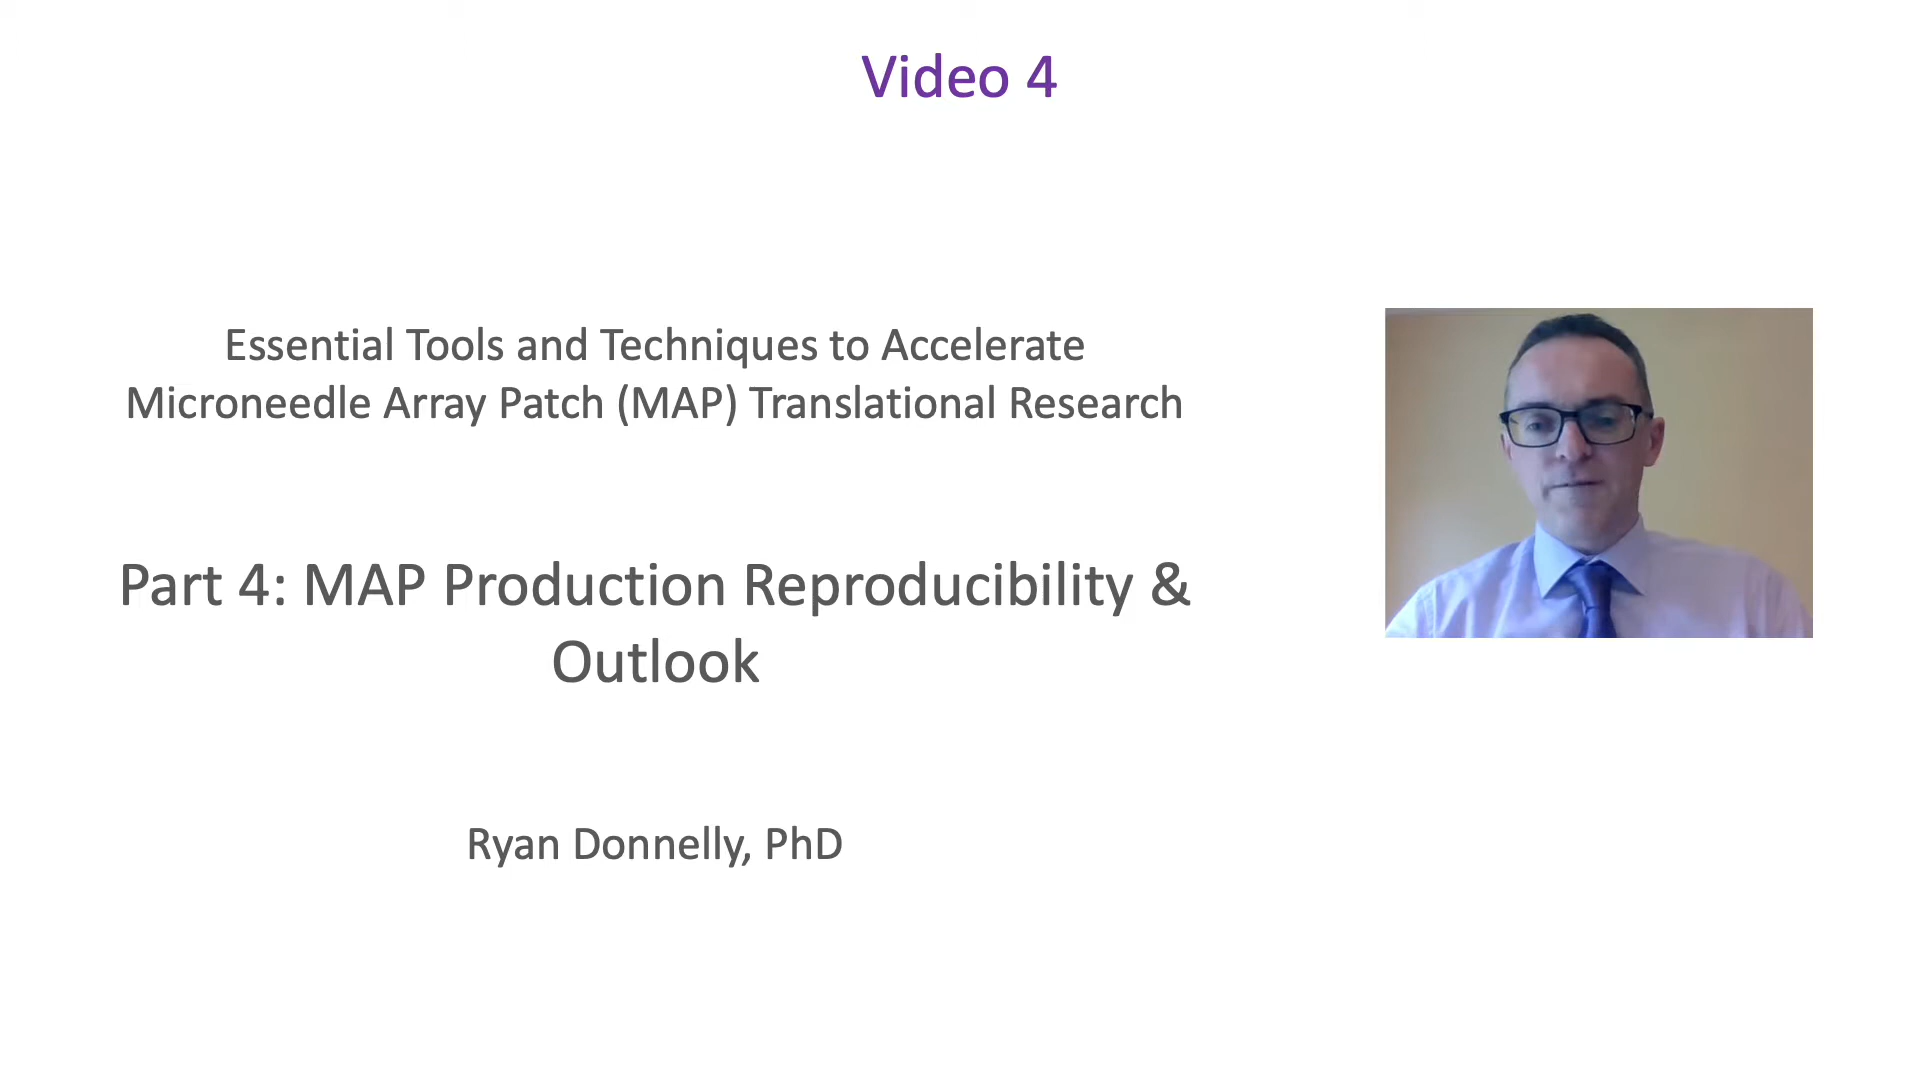 Video 4
Essential Tools and Techniques to Accelerate
Microneedle Array Patch (MAP) Translational Research
Part 4: MAP Production Reproducibility &
Outlook
Ryan Donnelly, PhD